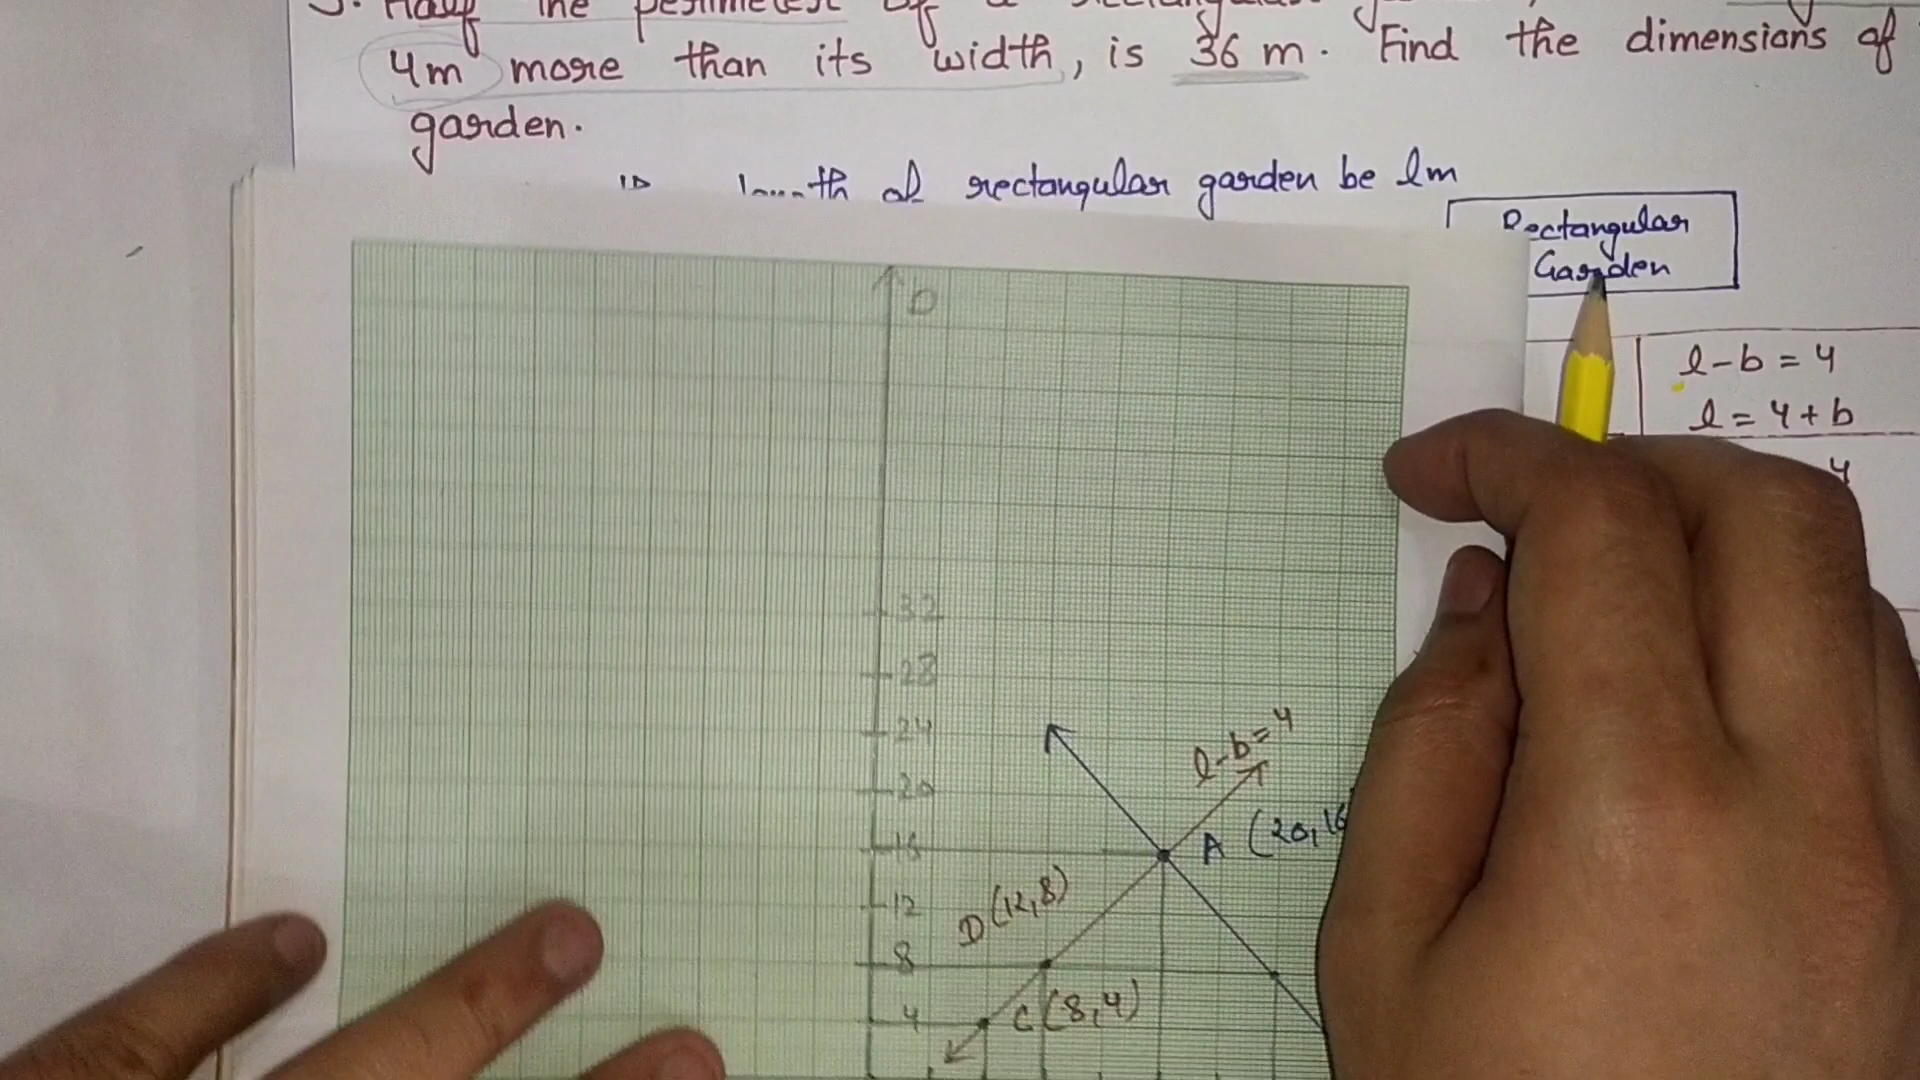 4m more than its width, is 36 m. Find the dimensions of
garden.
of rectangular garden be lm
Rectangular
Garden
l-b = 4
l = 4+b
4
32
28
24
20
16
12
8
4
l-b=4
A (20,16
D(12,8)
C(8,4)